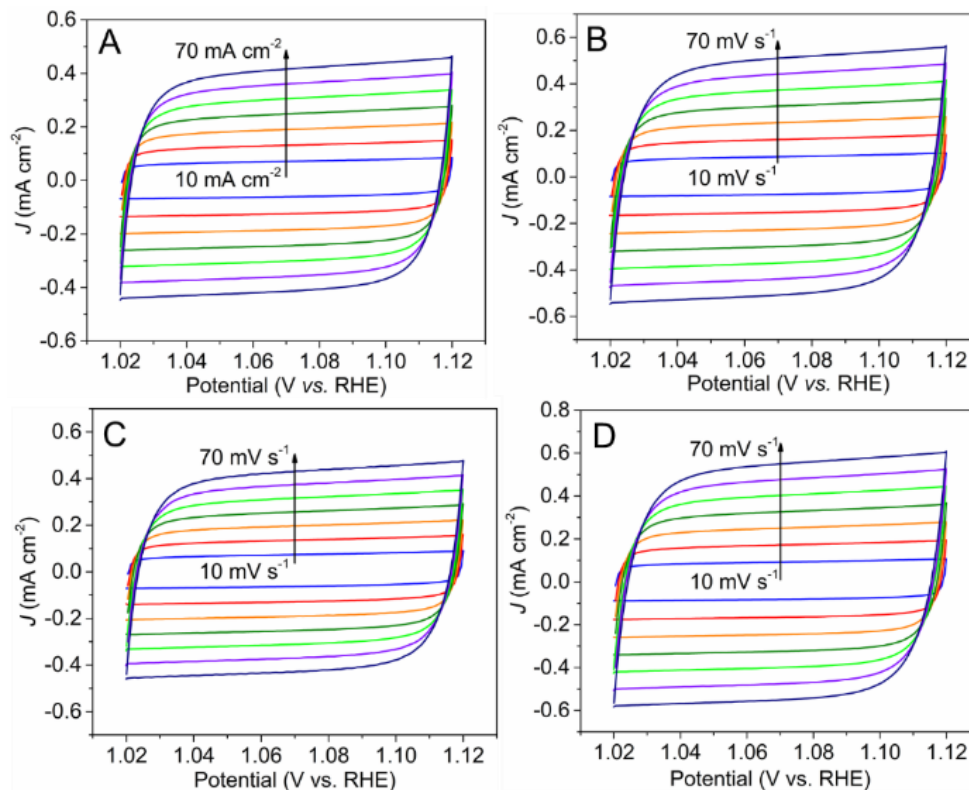 A
70 mA cm-2
10 mA cm-2
0.6
0.4
0.2
0.0
-0.2
-0.4
-0.6
J (mA cm-2)
1.02 1.04 1.06 1.08 1.10 1.12
Potential (V vs. RHE)
B
70 mV s-1
10 mV s-1
0.6
0.4
0.2
0.0
-0.2
-0.4
-0.6
J (mA cm-2)
1.02 1.04 1.06 1.08 1.10 1.12
Potential (V vs. RHE)
C
70 mV s-1
10 mV s-1
0.6
0.4
0.2
0.0
-0.2
-0.4
-0.6
J (mA cm-2)
1.02 1.04 1.06 1.08 1.10 1.12
Potential (V vs. RHE)
D
70 mV s-1
10 mV s-1
0.8
0.6
0.4
0.2
0.0
-0.2
-0.4
-0.6
J (mA cm-2)
1.02 1.04 1.06 1.08 1.10 1.12
Potential (V vs. RHE)